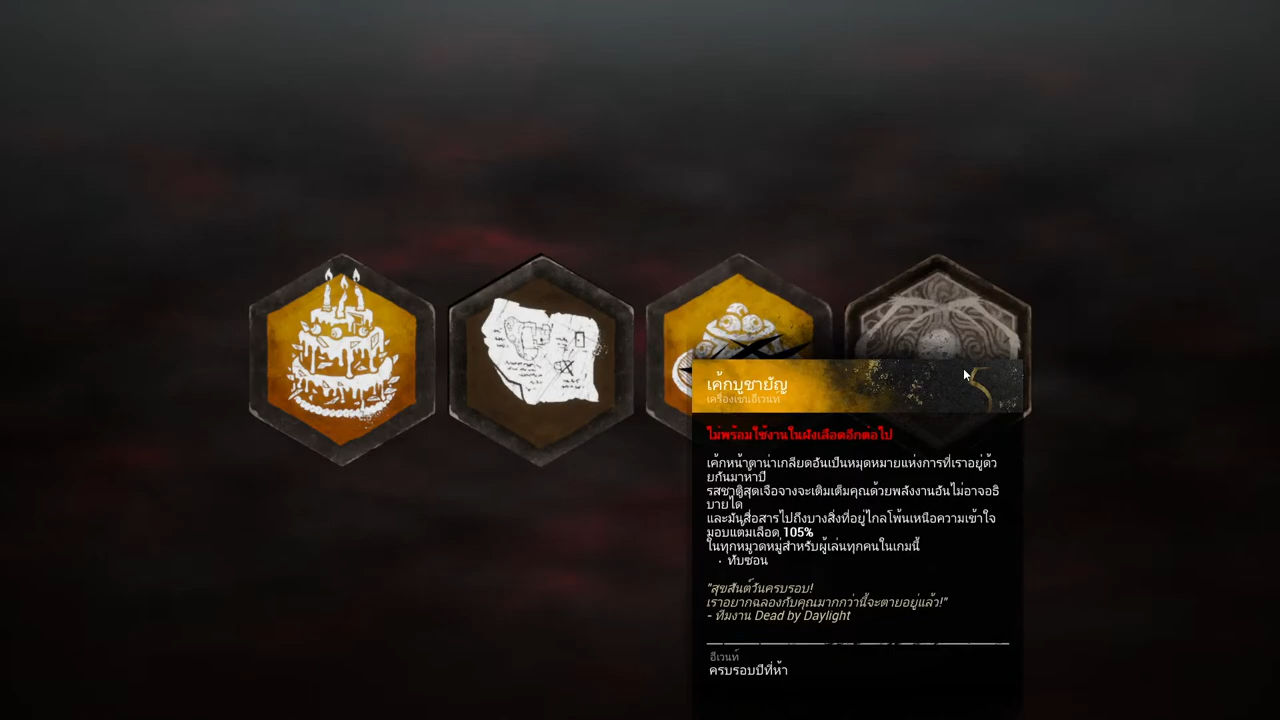 เค้กบูชายัญ
เครื่องเซ่นอีเวนท์
ไม่พร้อมใช้งานในผังเลือดอีกต่อไป
เค้กหน้าตาน่าเกลียดอันเป็นหมุดหมายแห่งการที่เราอยู่ด้ว
ยกันมาห้าปี
รสชาติสุดเจือจางจะเติมเต็มคุณด้วยพลังงานอันไม่อาจอธิ
บายได้
และมันสื่อสารไปถึงบางสิ่งที่อยู่ไกลโพ้นเหนือความเข้าใจ
มอบแต้มเลือด 105%
ในทุกหมวดหมู่สำหรับผู้เล่นทุกคนในเกมนี้
• ทับซ้อน
"สุขสันต์วันครบรอบ!
เราอยากฉลองกับคุณมากกว่านี้จะตายอยู่แล้ว!"
- ทีมงาน Dead by Daylight
อีเวนท์
ครบรอบปีที่ห้า